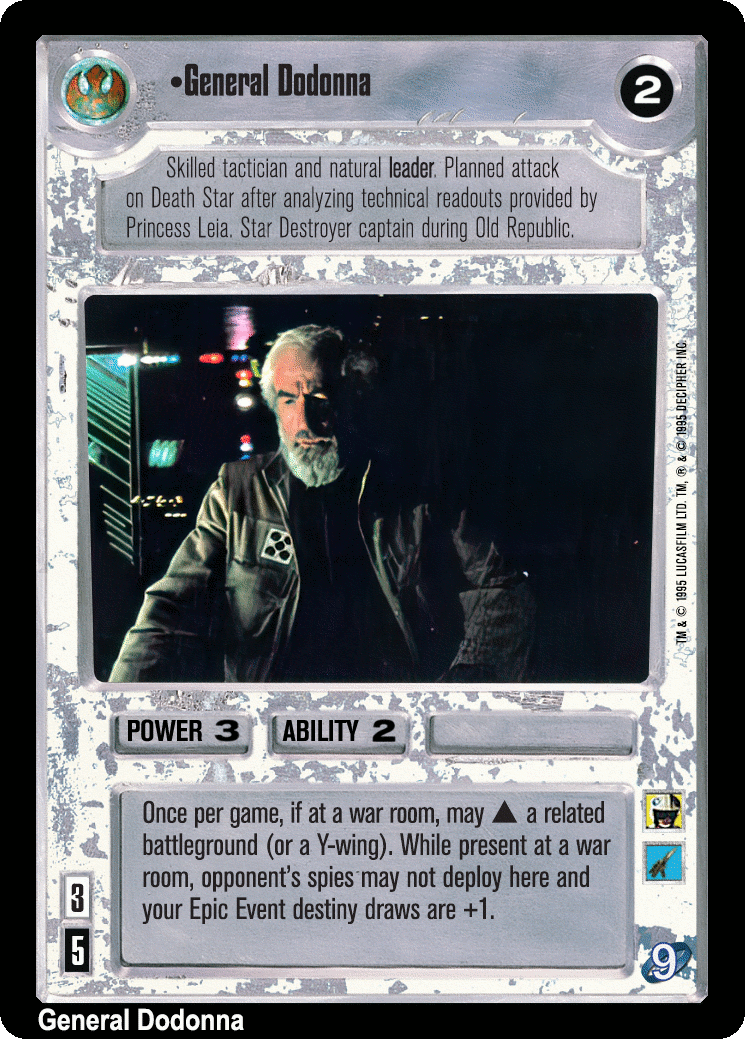 •General Dodonna
2
Skilled tactician and natural leader. Planned attack
on Death Star after analyzing technical readouts provided by
Princess Leia. Star Destroyer captain during Old Republic.
TM & © 1995 LUCASFILM LTD. TM, ® & © 1995 DECIPHER INC.
POWER 3
ABILITY 2
Once per game, if at a war room, may ▲ a related
battleground (or a Y-wing). While present at a war
room, opponent's spies may not deploy here and
your Epic Event destiny draws are +1.
3
5
9
General Dodonna